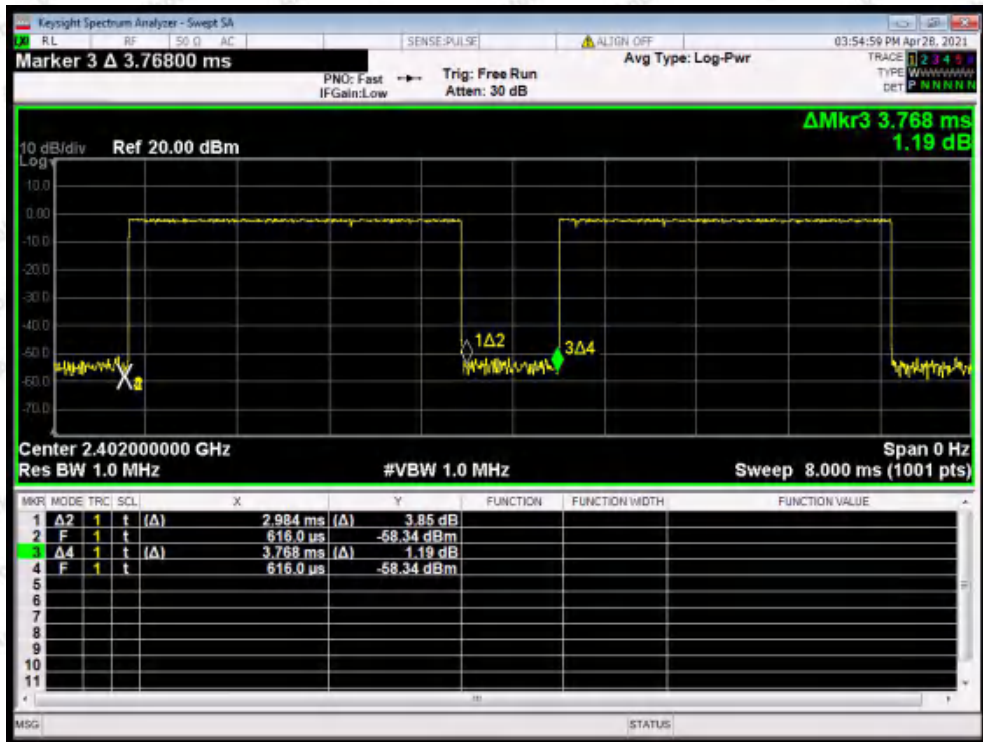 Keysight Spectrum Analyzer - Swept SA
RL RF 50 Ω AC SENSE:PULSE ALIGN OFF 03:54:59 PM Apr 28, 2021
Marker 3 Δ 3.76800 ms
PNO: Fast Trig: Free Run Avg Type: Log-Pwr TRACE 1 2 3 4 5 6
IFGain:Low Atten: 30 dB TYPE
DET P N N N N N
ΔMkr3 3.768 ms
1.19 dB
10 dB/div Ref 20.00 dBm
Log
10.0
0.00
-10.0
-20.0
-30.0
-40.0
-50.0
-60.0
-70.0
1Δ2
3Δ4
Center 2.402000000 GHz Span 0 Hz
Res BW 1.0 MHz #VBW 1.0 MHz Sweep 8.000 ms (1001 pts)
MKR MODE TRC SCL X Y FUNCTION FUNCTION WIDTH FUNCTION VALUE
1 Δ2 1 t (Δ) 2.984 ms (Δ) 3.85 dB
2 F 1 t 616.0 µs -58.34 dBm
3 Δ4 1 t (Δ) 3.768 ms (Δ) 1.19 dB
4 F 1 t 616.0 µs -58.34 dBm
5
6
7
8
9
10
11
MSG STATUS